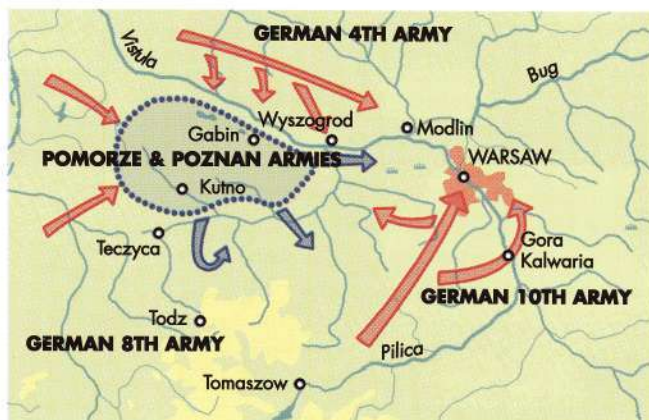 GERMAN 4TH ARMY
Vistula
Bug
Wyszogrod
Gabin
Modlin
POMORZE & POZNAN ARMIES
WARSAW
Kutno
Teczyca
Gora
Kalwaria
GERMAN 10TH ARMY
Todz
GERMAN 8TH ARMY
Pilica
Tomaszow